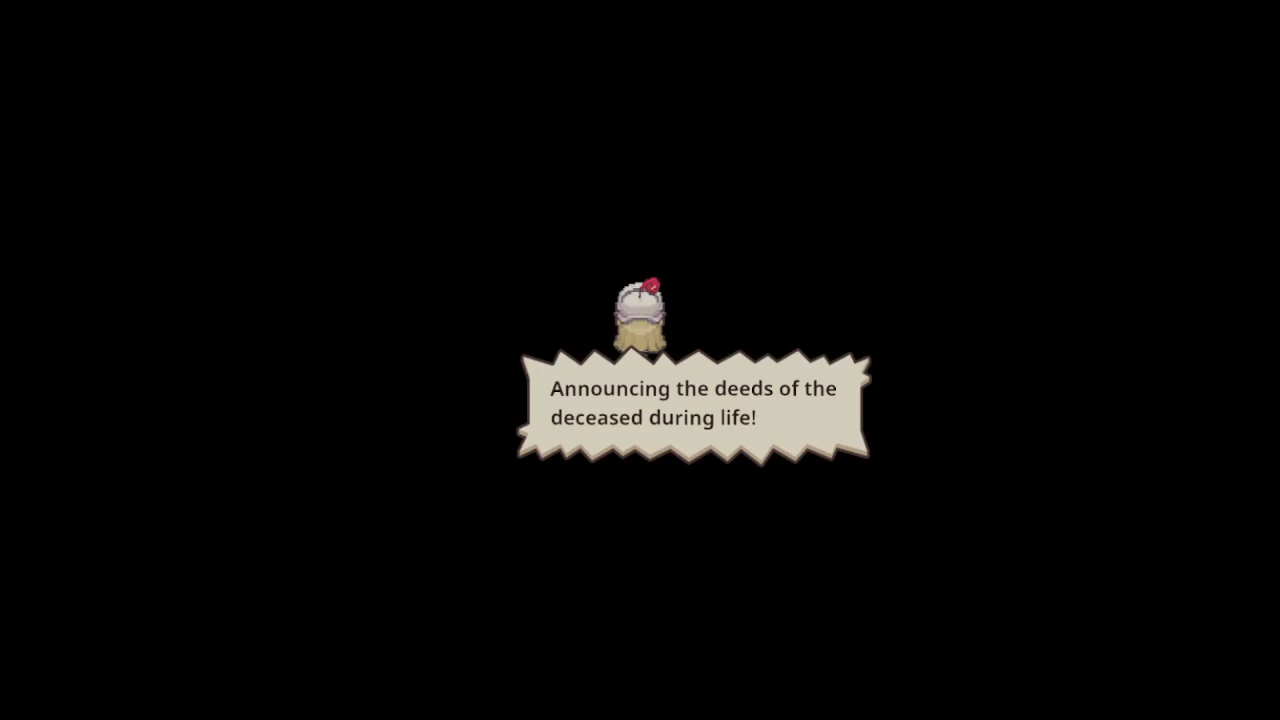 Announcing the deeds of the
deceased during life!